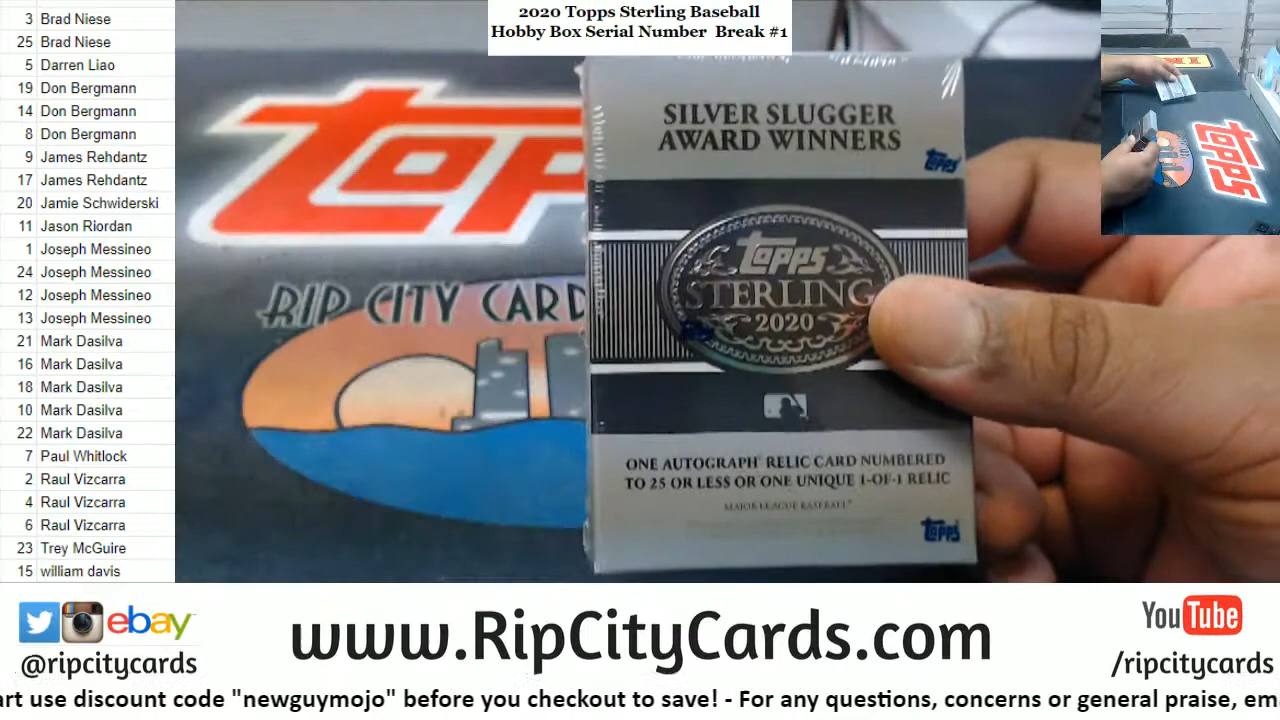 3 Brad Niese
25 Brad Niese
5 Darren Liao
19 Don Bergmann
14 Don Bergmann
8 Don Bergmann
9 James Rehdantz
17 James Rehdantz
20 Jamie Schwiderski
11 Jason Riordan
1 Joseph Messineo
24 Joseph Messineo
12 Joseph Messineo
13 Joseph Messineo
21 Mark Dasilva
16 Mark Dasilva
18 Mark Dasilva
10 Mark Dasilva
22 Mark Dasilva
7 Paul Whitlock
2 Raul Vizcarra
4 Raul Vizcarra
6 Raul Vizcarra
23 Trey McGuire
15 william davis
2020 Topps Sterling Baseball
Hobby Box Serial Number Break #1
topps
RIP CITY CARD
SILVER SLUGGER
AWARD WINNERS
topps
topps
STERLING
2020
ONE AUTOGRAPH RELIC CARD NUMBERED
TO 25 OR LESS OR ONE UNIQUE 1-OF-1 RELIC
MAJOR LEAGUE BASEBALL
topps
topps
ebay
@ripcitycards
www.RipCityCards.com
YouTube
/ripcitycards
art use discount code "newguymojo" before you checkout to save! - For any questions, concerns or general praise, em